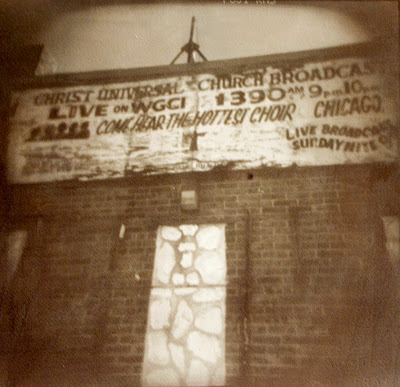 CHRIST UNIVERSAL CHURCH BROADCAS
LIVE ON WGCI 1390 AM 9 PM
COME HEAR THE HOTTEST CHOIR CHICAGO
LIVE BROADCAS
SUNDAY NITE